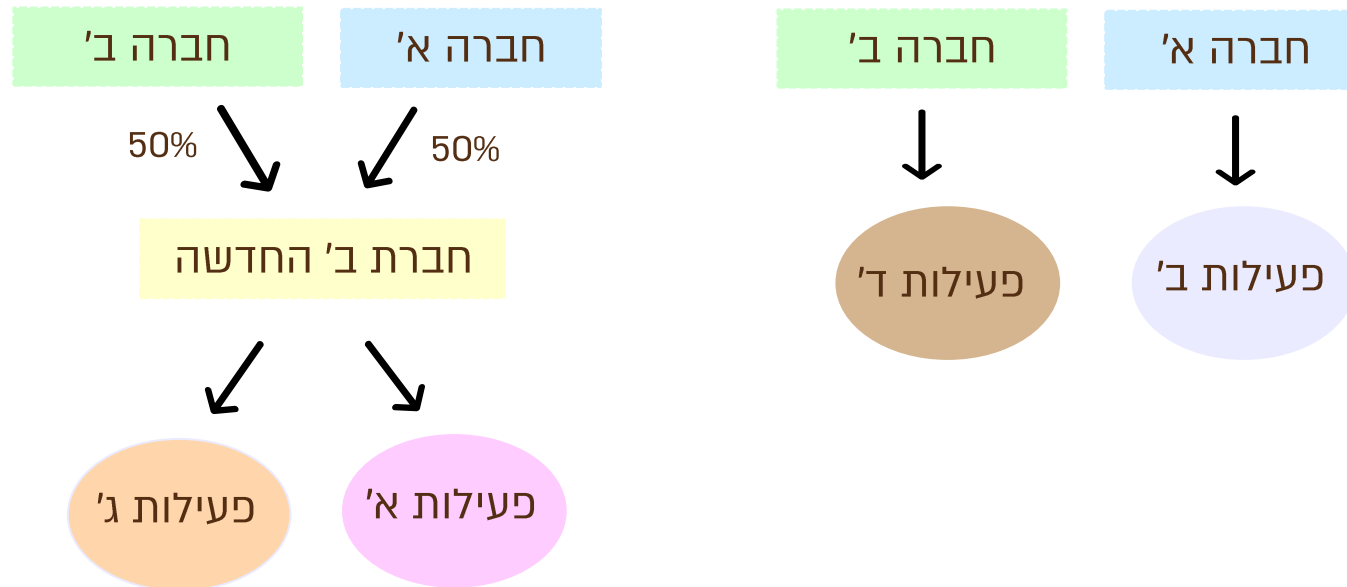 חברה א'
חברה ב'
פעילות ב'
פעילות ד'
חברה א'
חברה ב'
50%
50%
חברת ב' החדשה
פעילות א'
פעילות ג'